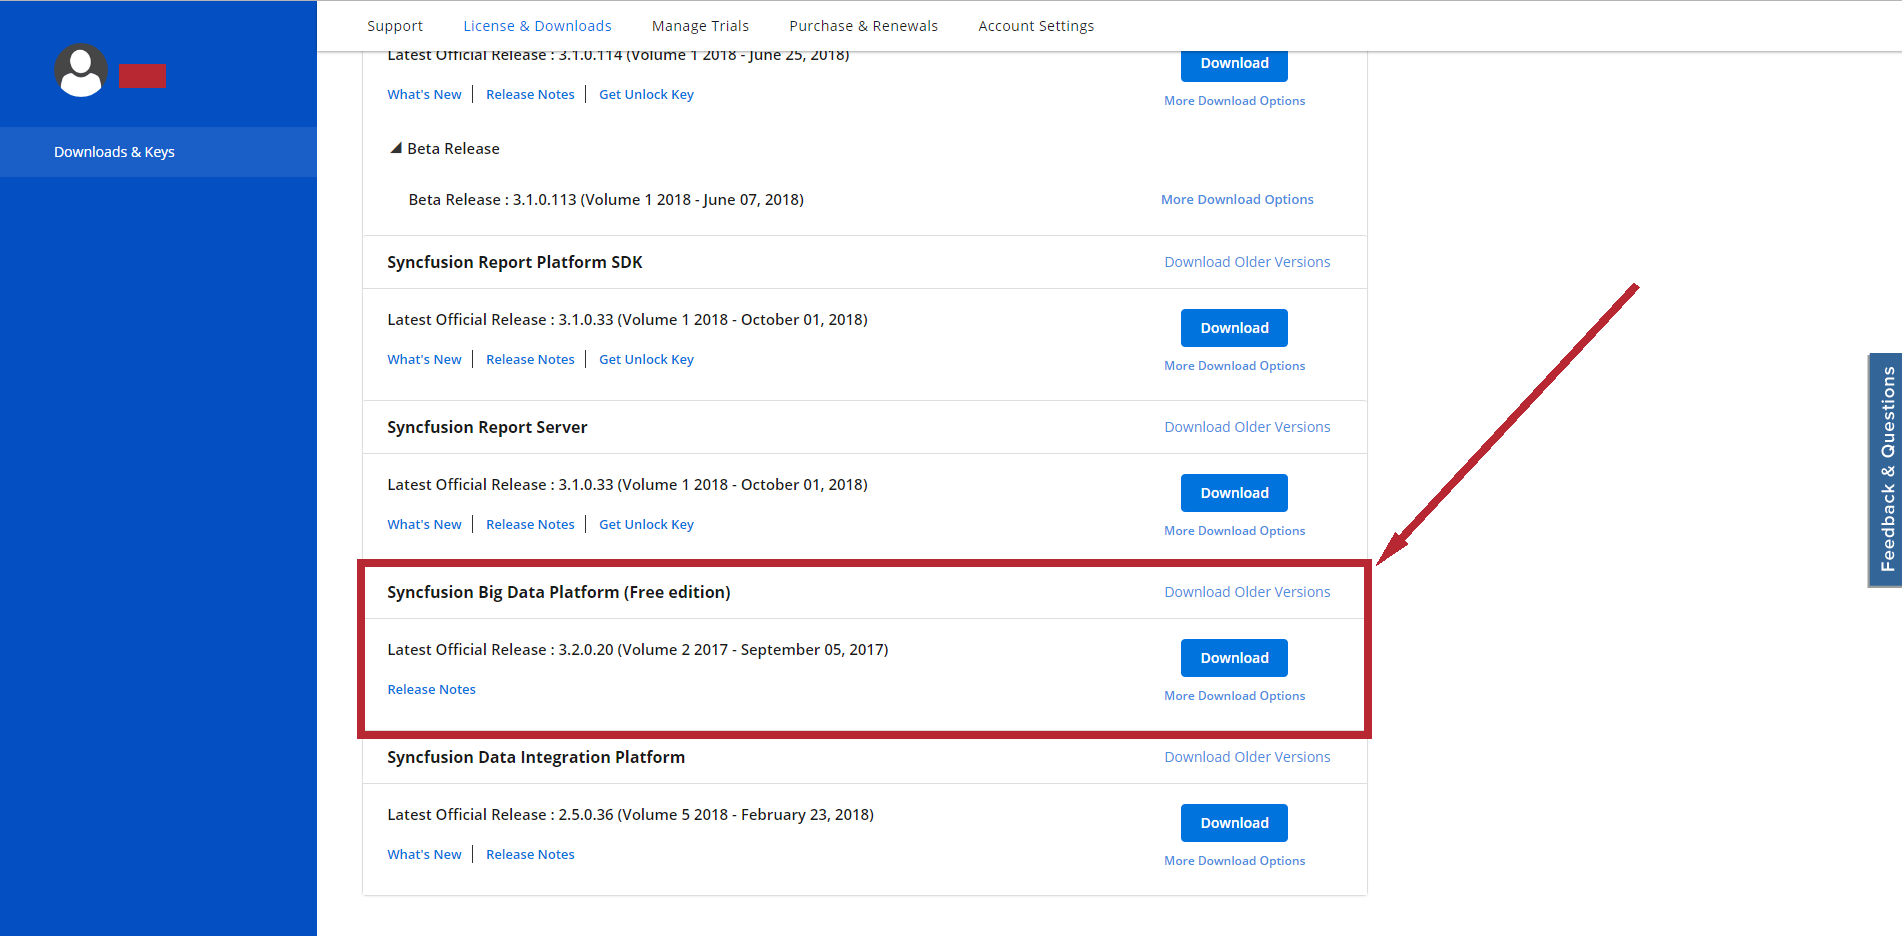 Support License & Downloads Manage Trials Purchase & Renewals Account Settings
Downloads & Keys
Latest Official Release : 3.1.0.114 (Volume 1 2018 - June 25, 2018)
Download
What's New Release Notes Get Unlock Key
More Download Options
Beta Release
Beta Release : 3.1.0.113 (Volume 1 2018 - June 07, 2018)
More Download Options
Syncfusion Report Platform SDK
Download Older Versions
Latest Official Release : 3.1.0.33 (Volume 1 2018 - October 01, 2018)
Download
What's New Release Notes Get Unlock Key
More Download Options
Syncfusion Report Server
Download Older Versions
Latest Official Release : 3.1.0.33 (Volume 1 2018 - October 01, 2018)
Download
What's New Release Notes Get Unlock Key
More Download Options
Syncfusion Big Data Platform (Free edition)
Download Older Versions
Latest Official Release : 3.2.0.20 (Volume 2 2017 - September 05, 2017)
Download
Release Notes
More Download Options
Syncfusion Data Integration Platform
Download Older Versions
Latest Official Release : 2.5.0.36 (Volume 5 2018 - February 23, 2018)
Download
What's New Release Notes
More Download Options
Feedback & Questions